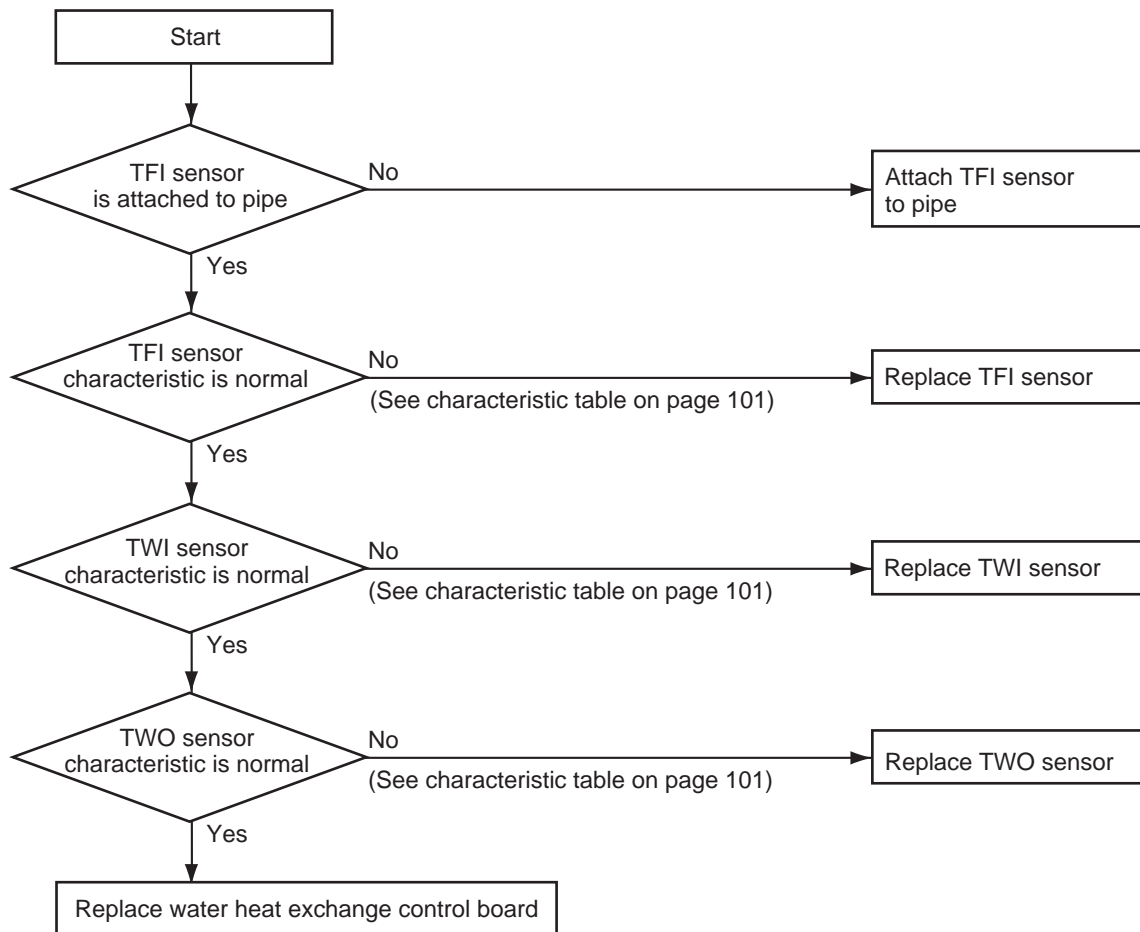 Start
TFI sensor
is attached to pipe
No
Attach TFI sensor
to pipe
Yes
TFI sensor
characteristic is normal
No
(See characteristic table on page 101)
Replace TFI sensor
Yes
TWI sensor
characteristic is normal
No
(See characteristic table on page 101)
Replace TWI sensor
Yes
TWO sensor
characteristic is normal
No
(See characteristic table on page 101)
Replace TWO sensor
Yes
Replace water heat exchange control board